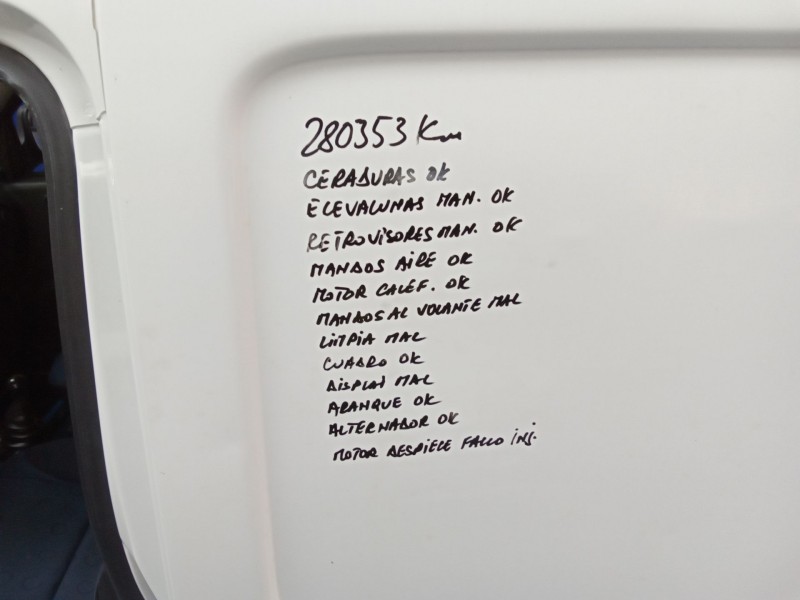 280353 Km
CERADURAS OK
ELEVALUNAS MAN. OK
RETROVISORES MAN. OK
MANDOS AIRE OK
MOTOR CALEF. OK
MANDOS AL VOLANTE MAL
LIMPIA MAL
CUADRO OK
DISPLAY MAL
ARANQUE OK
ALTERNADOR OK
MOTOR DESPIECE FALLO inj.